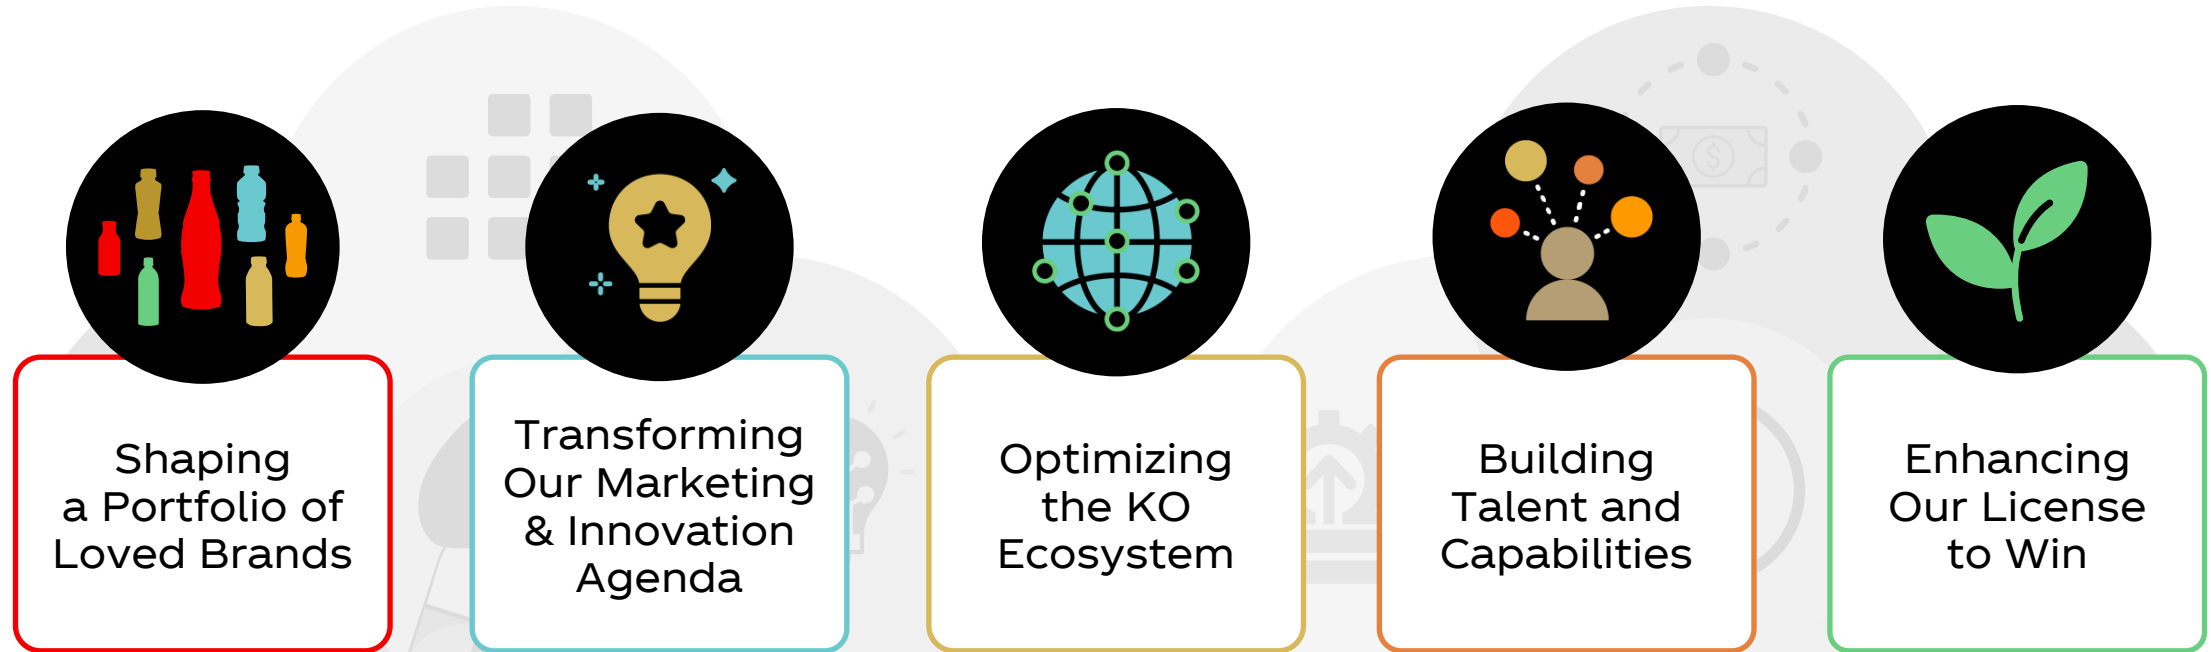 Shaping
a Portfolio of
Loved Brands
Transforming
Our Marketing
& Innovation
Agenda
Optimizing
the KO
Ecosystem
Building
Talent and
Capabilities
Enhancing
Our License
to Win